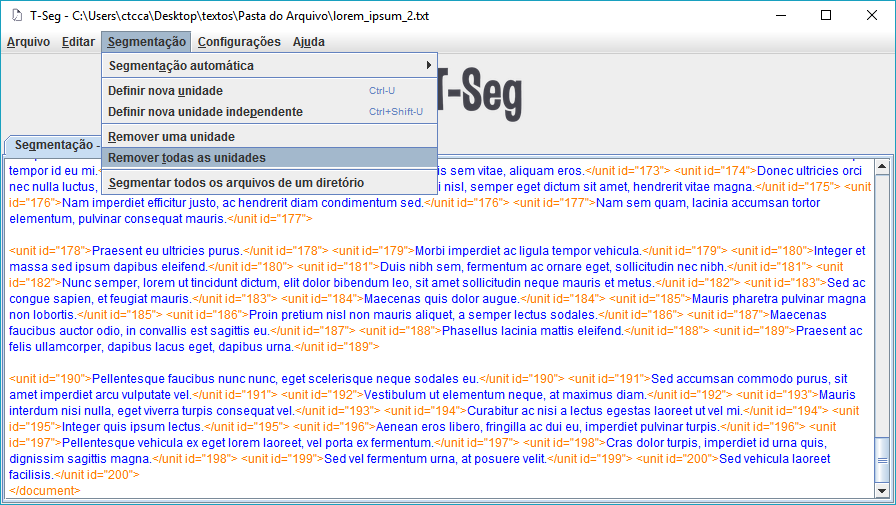 T-Seg - C:\Users\ctcca\Desktop\textos\Pasta do Arquivo\lorem_ipsum_2.txt
Arquivo Editar Segmentação Configurações Ajuda
Segmentação automática
Definir nova unidade Ctrl-U
Definir nova unidade independente Ctrl+Shift-U
Remover uma unidade
Remover todas as unidades
Segmentar todos os arquivos de um diretório
T-Seg
Segmentação -
tempor id eu mi. is sem vitae, aliquam eros.</unit id="173"> <unit id="174">Donec ultricies orci
nec nulla luctus, i nisl, semper eget dictum sit amet, hendrerit vitae magna.</unit id="175"> <unit
id="176">Nam imperdiet efficitur justo, ac hendrerit diam condimentum sed.</unit id="176"> <unit id="177">Nam sem quam, lacinia accumsan tortor
elementum, pulvinar consequat mauris.</unit id="177">
<unit id="178">Praesent eu ultricies purus.</unit id="178"> <unit id="179">Morbi imperdiet ac ligula tempor vehicula.</unit id="179"> <unit id="180">Integer et
massa sed ipsum dapibus eleifend.</unit id="180"> <unit id="181">Duis nibh sem, fermentum ac ornare eget, sollicitudin nec nibh.</unit id="181"> <unit
id="182">Nunc semper, lorem ut tincidunt dictum, elit dolor bibendum leo, sit amet sollicitudin neque mauris et metus.</unit id="182"> <unit id="183">Sed ac
congue sapien, et feugiat mauris.</unit id="183"> <unit id="184">Maecenas quis dolor augue.</unit id="184"> <unit id="185">Mauris pharetra pulvinar magna
non lobortis.</unit id="185"> <unit id="186">Proin pretium nisl non mauris aliquet, a semper lectus sodales.</unit id="186"> <unit id="187">Maecenas
faucibus auctor odio, in convallis est sagittis eu.</unit id="187"> <unit id="188">Phasellus lacinia mattis eleifend.</unit id="188"> <unit id="189">Praesent ac
felis ullamcorper, dapibus lacus eget, dapibus urna.</unit id="189">
<unit id="190">Pellentesque faucibus nunc nunc, eget scelerisque neque sodales eu.</unit id="190"> <unit id="191">Sed accumsan commodo purus, sit
amet imperdiet arcu vulputate vel.</unit id="191"> <unit id="192">Vestibulum ut elementum neque, at maximus diam.</unit id="192"> <unit id="193">Mauris
interdum nisi nulla, eget viverra turpis consequat vel.</unit id="193"> <unit id="194">Curabitur ac nisi a lectus egestas laoreet ut vel mi.</unit id="194"> <unit
id="195">Integer quis ipsum lectus.</unit id="195"> <unit id="196">Aenean eros libero, fringilla ac dui eu, imperdiet pulvinar turpis.</unit id="196"> <unit
id="197">Pellentesque vehicula ex eget lorem laoreet, vel porta ex fermentum.</unit id="197"> <unit id="198">Cras dolor turpis, imperdiet id urna quis,
dignissim sagittis magna.</unit id="198"> <unit id="199">Sed vel fermentum urna, at posuere velit.</unit id="199"> <unit id="200">Sed vehicula laoreet
facilisis.</unit id="200">
</document>